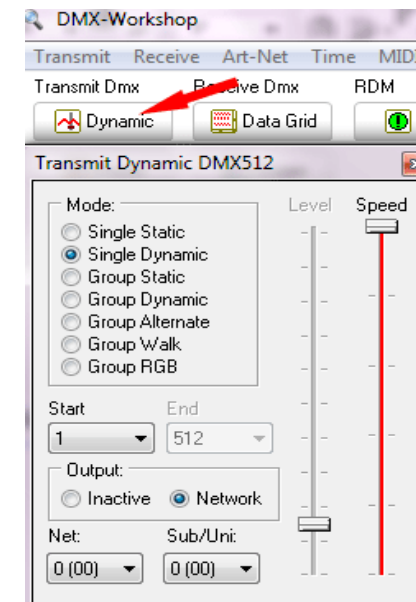 DMX-Workshop
Transmit Receive Art-Net Time MIDI
Transmit Dmx Receive Dmx RDM
Dynamic Data Grid
Transmit Dynamic DMX512
Mode: Level Speed
Single Static
Single Dynamic
Group Static
Group Dynamic
Group Alternate
Group Walk
Group RGB
Start End
1 512
Output:
Inactive Network
Net: Sub/Uni:
0 (00) 0 (00)